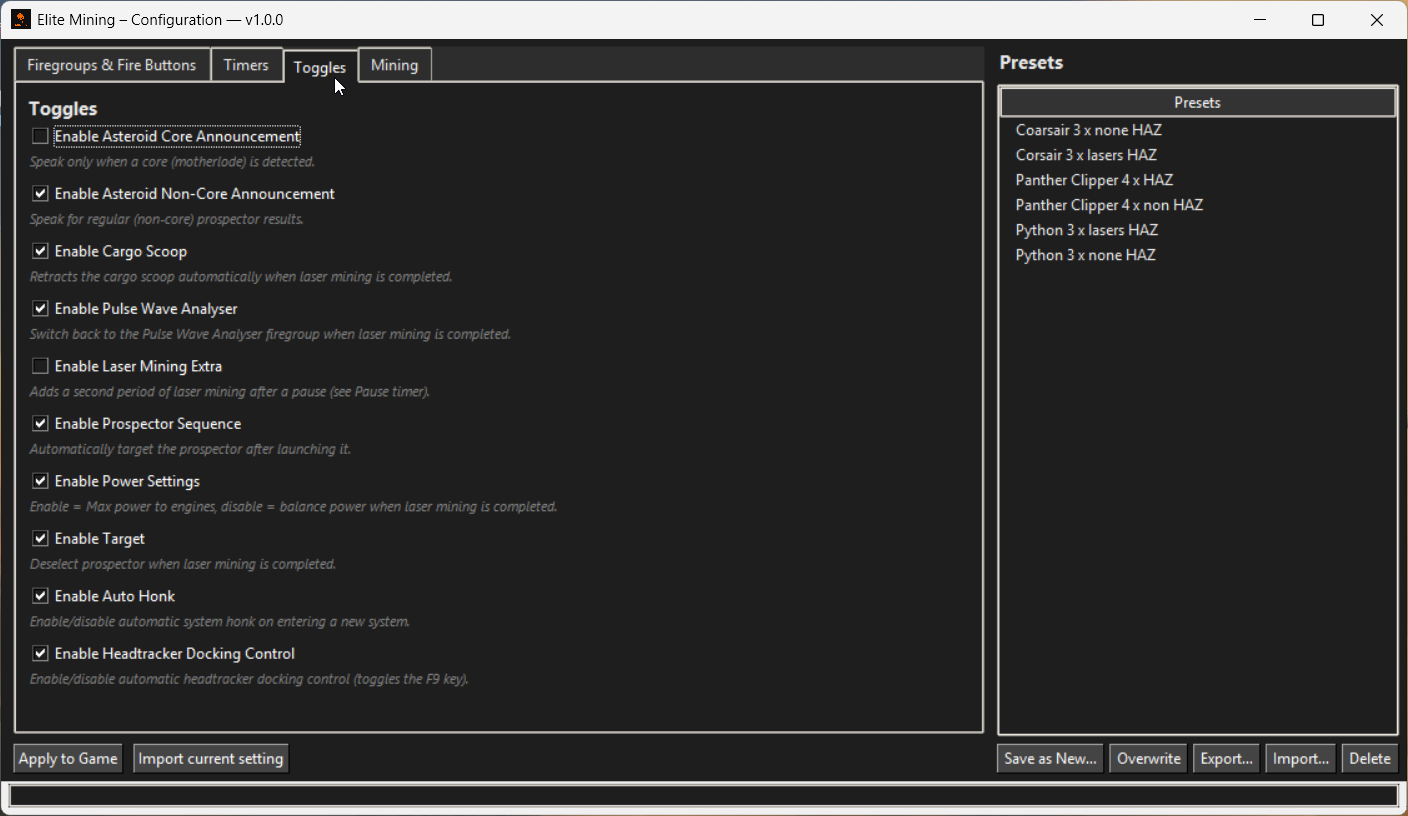 Elite Mining – Configuration — v1.0.0
Firegroups & Fire Buttons
Timers
Toggles
Mining
Toggles
Enable Asteroid Core Announcement
Speak only when a core (motherlode) is detected.
Enable Asteroid Non-Core Announcement
Speak for regular (non-core) prospector results.
Enable Cargo Scoop
Retracts the cargo scoop automatically when laser mining is completed.
Enable Pulse Wave Analyser
Switch back to the Pulse Wave Analyser firegroup when laser mining is completed.
Enable Laser Mining Extra
Adds a second period of laser mining after a pause (see Pause timer).
Enable Prospector Sequence
Automatically target the prospector after launching it.
Enable Power Settings
Enable = Max power to engines, disable = balance power when laser mining is completed.
Enable Target
Deselect prospector when laser mining is completed.
Enable Auto Honk
Enable/disable automatic system honk on entering a new system.
Enable Headtracker Docking Control
Enable/disable automatic headtracker docking control (toggles the F9 key).
Apply to Game
Import current setting
Presets
Presets
Coarsair 3 x none HAZ
Corsair 3 x lasers HAZ
Panther Clipper 4 x HAZ
Panther Clipper 4 x non HAZ
Python 3 x lasers HAZ
Python 3 x none HAZ
Save as New...
Overwrite
Export...
Import...
Delete